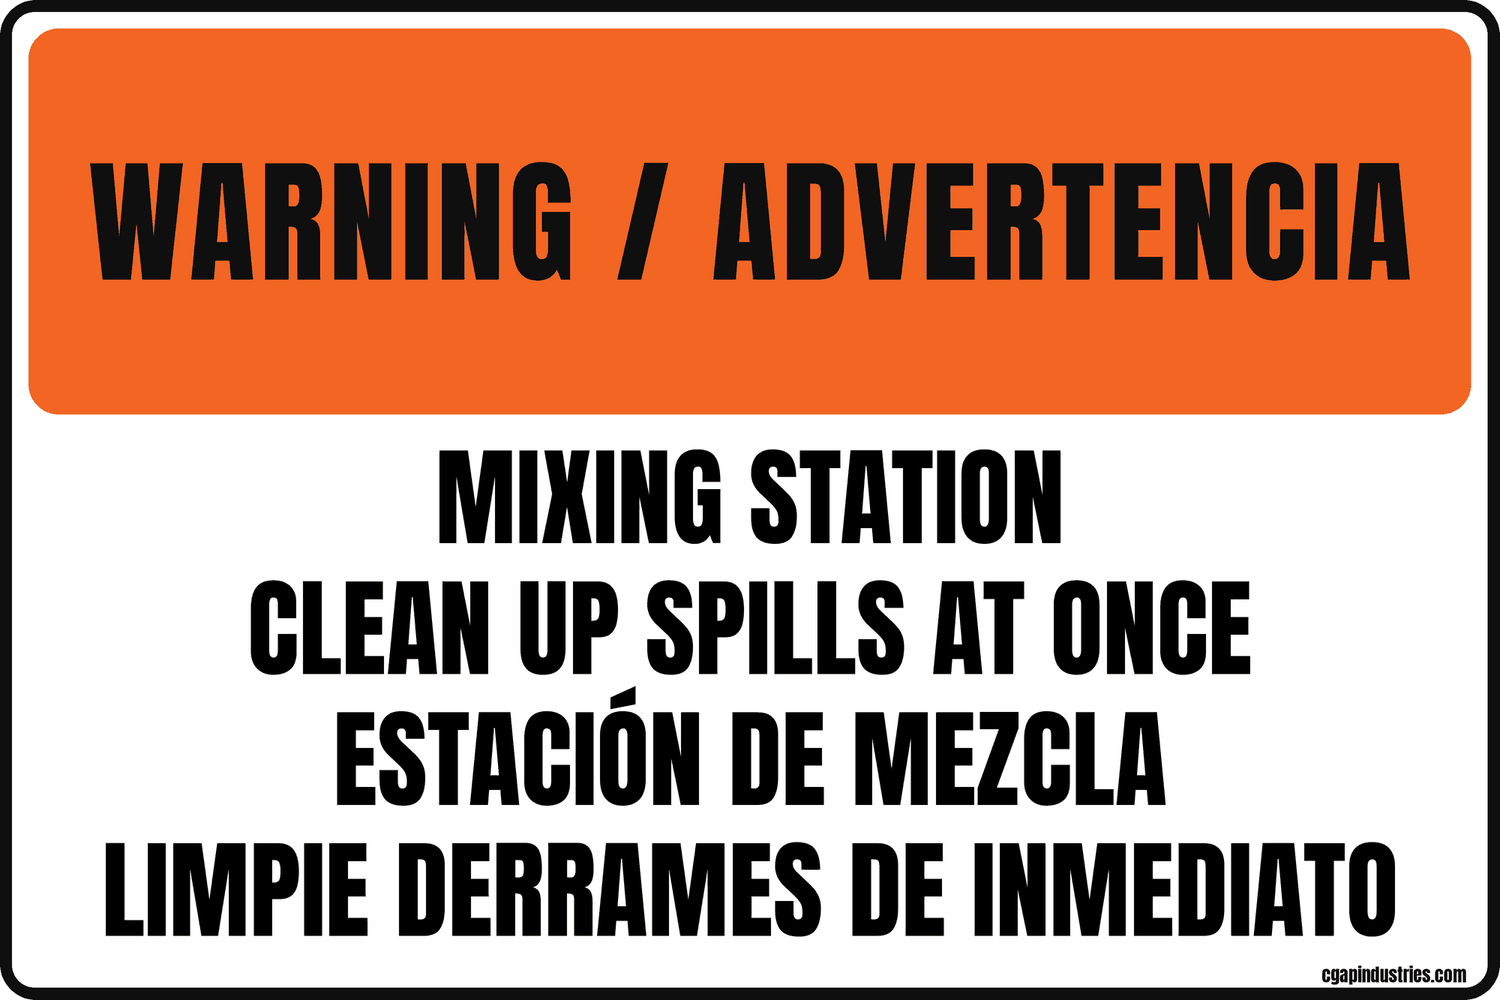 WARNING / ADVERTENCIA
MIXING STATION
CLEAN UP SPILLS AT ONCE
ESTACIÓN DE MEZCLA
LIMPIE DERRAMES DE INMEDIATO
cgapindustries.com